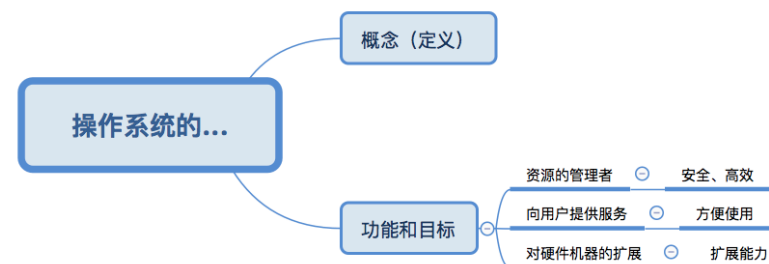 概念（定义）
操作系统的...
资源的管理者 安全、高效
向用户提供服务 方便使用
功能和目标
对硬件机器的扩展 扩展能力